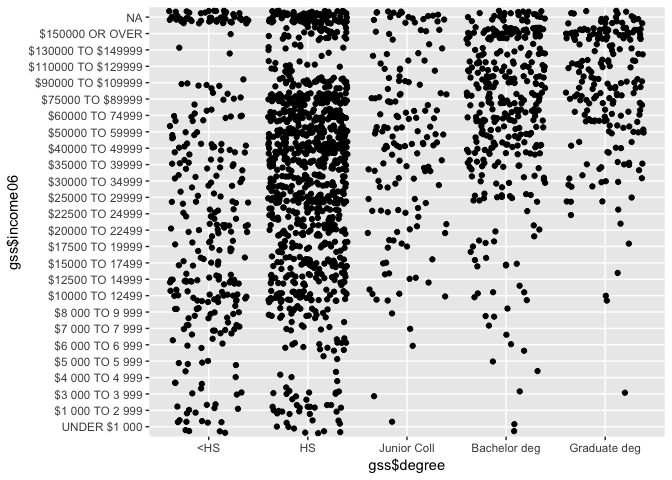 NA
$150000 OR OVER
$130000 TO $149999
$110000 TO $129999
$90000 TO $109999
$75000 TO $89999
$60000 TO 74999
$50000 TO 59999
$40000 TO 49999
$35000 TO 39999
$30000 TO 34999
$25000 TO 29999
$22500 TO 24999
$20000 TO 22499
$17500 TO 19999
$15000 TO 17499
$12500 TO 14999
$10000 TO 12499
$8 000 TO 9 999
$7 000 TO 7 999
$6 000 TO 6 999
$5 000 TO 5 999
$4 000 TO 4 999
$3 000 TO 3 999
$1 000 TO 2 999
UNDER $1 000
gss$income06
<HS HS Junior Coll Bachelor deg Graduate deg
gss$degree